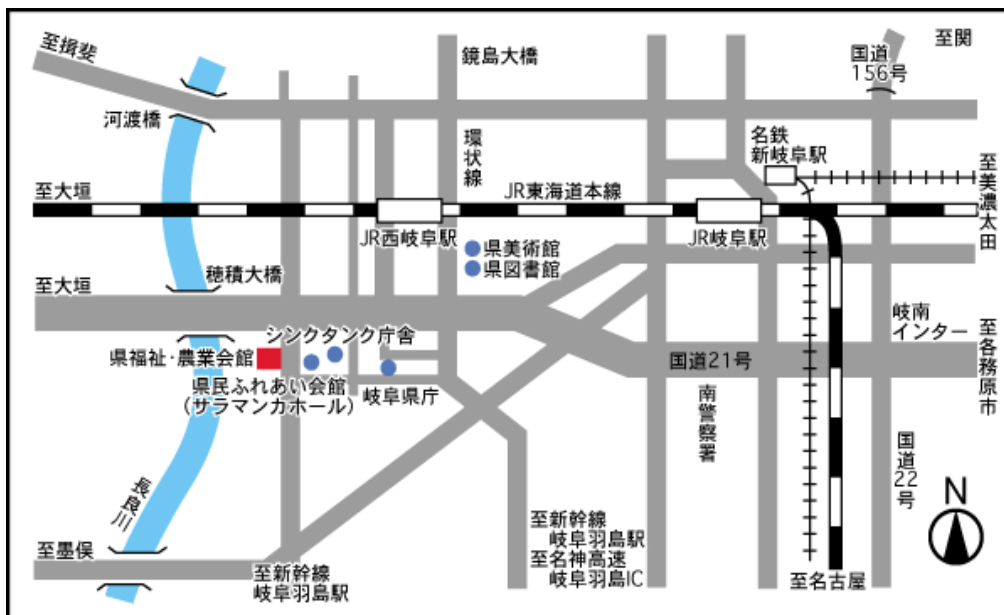 至揖斐
鏡島大橋
国道
156号
至関
河渡橋
環状線
名鉄
新岐阜駅
至美濃太田
至大垣
JR東海道本線
JR西岐阜駅
JR岐阜駅
県美術館
県図書館
穂積大橋
至大垣
岐南
インター
シンクタンク庁舎
県福祉・農業会館
国道21号
至各務原市
県民ふれあい会館
（サラマンカホール）
岐阜県庁
南警察署
国道22号
長良川
N
至新幹線
岐阜羽島駅
至名神高速
岐阜羽島IC
至墨俣
至新幹線
岐阜羽島駅
至名古屋